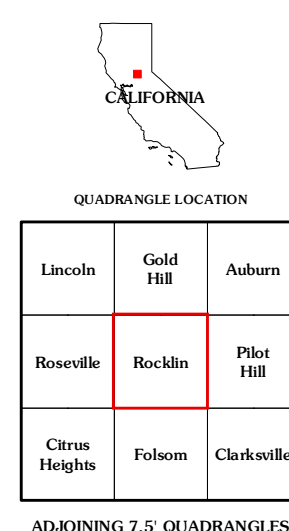 CALIFORNIA
QUADRANGLE LOCATION
Lincoln
Gold
Hill
Auburn
Roseville
Rocklin
Pilot
Hill
Citrus
Heights
Folsom
Clarksville
ADJOINING 7.5' QUADRANGLES